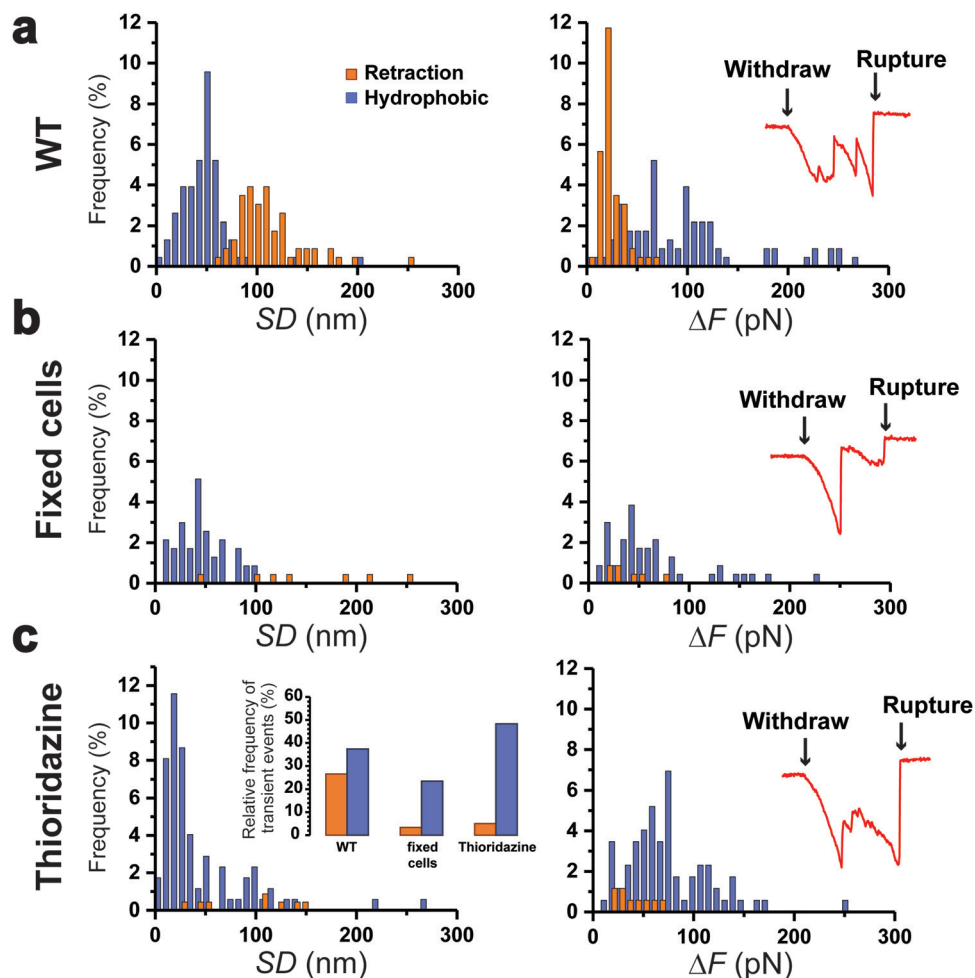 a
WT
Frequency (%)
12
10
8
6
4
2
0
0 100 200 300
SD (nm)
Retraction
Hydrophobic
12
10
8
6
4
2
0
0 100 200 300
ΔF (pN)
Withdraw
Rupture
b
Fixed cells
Frequency (%)
12
10
8
6
4
2
0
0 100 200 300
SD (nm)
12
10
8
6
4
2
0
0 100 200 300
ΔF (pN)
Withdraw
Rupture
c
Thioridazine
Frequency (%)
12
10
8
6
4
2
0
0 100 200 300
SD (nm)
Relative frequency of
transient events (%)
60
50
40
30
20
10
0
WT
fixed
cells
Thioridazine
12
10
8
6
4
2
0
0 100 200 300
ΔF (pN)
Withdraw
Rupture